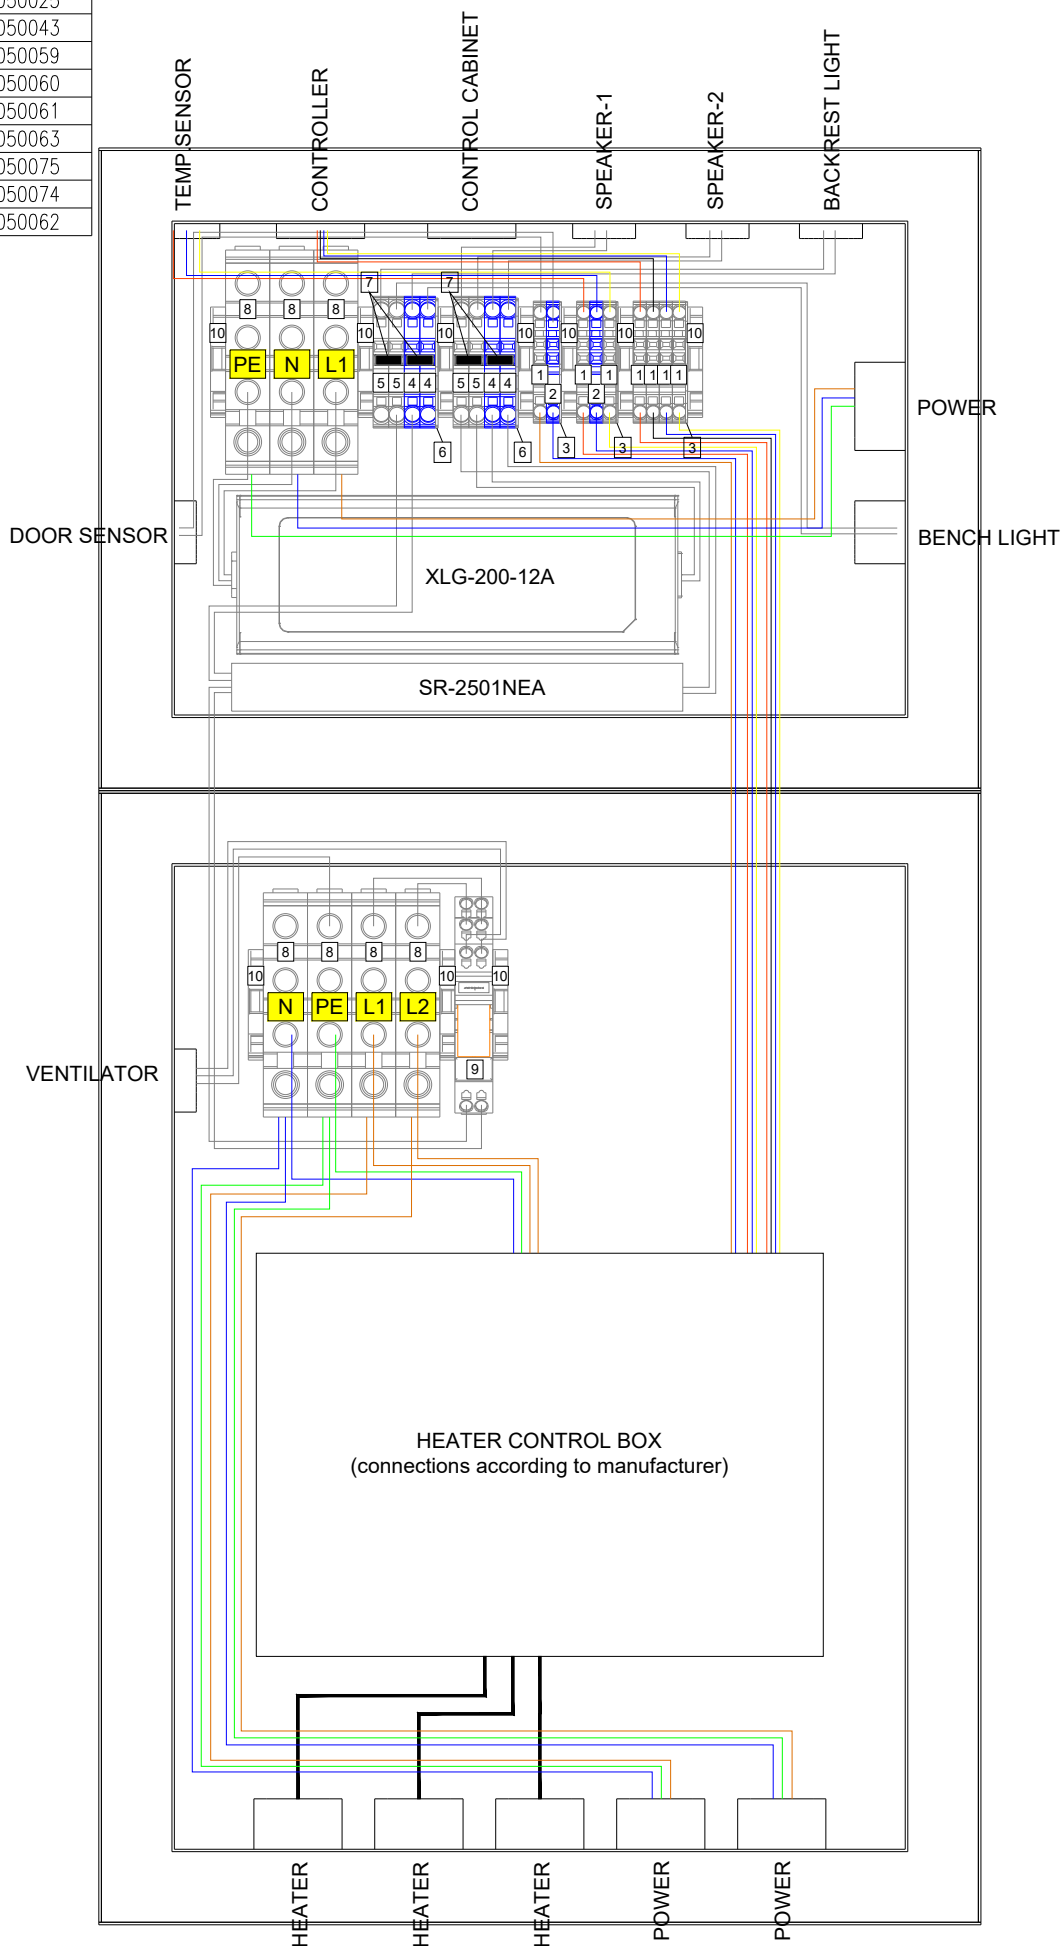 050043
050059
050060
050061
050063
050075
050074
050062
TEMP.SENSOR
CONTROLLER
CONTROL CABINET
SPEAKER-1
SPEAKER-2
BACKREST LIGHT
7 7
8 8 8
10 10 10 10 10 10 10
PE N L1
5 5 4 4 5 5 4 4 1 1 1 1 1 1 1
2 2
6 6 3 3 3
POWER
DOOR SENSOR
BENCH LIGHT
XLG-200-12A
SR-2501NEA
8 8 8 8
10 10 10
N PE L1 L2
9
VENTILATOR
HEATER CONTROL BOX
(connections according to manufacturer)
HEATER
HEATER
HEATER
POWER
POWER